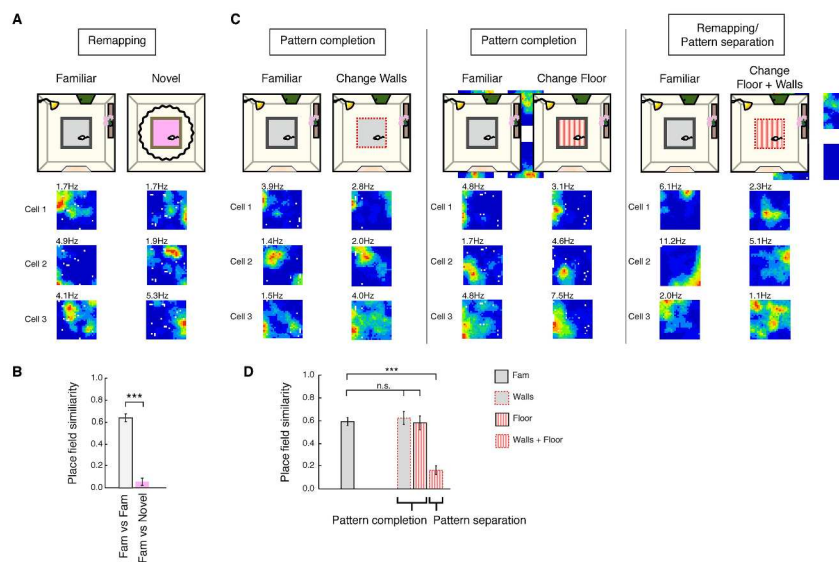 A
Remapping
Familiar Novel
1.7Hz 1.7Hz
Cell 1
4.9Hz 1.9Hz
Cell 2
4.1Hz 5.3Hz
Cell 3
C
Pattern completion
Familiar Change Walls
3.9Hz 2.8Hz
Cell 1
1.4Hz 2.0Hz
Cell 2
1.5Hz 4.0Hz
Cell 3
Pattern completion
Familiar Change Floor
4.8Hz 3.1Hz
Cell 1
1.7Hz 4.6Hz
Cell 2
4.8Hz 7.5Hz
Cell 3
Remapping/
Pattern separation
Familiar Change
Floor + Walls
6.1Hz 2.3Hz
Cell 1
11.2Hz 5.1Hz
Cell 2
2.0Hz 1.1Hz
Cell 3
B
Place field similiarity
1.0
0.8
0.6
0.4
0.2
0.0
***
Fam vs Fam
Fam vs Novel
D
Place field similarity
1.0
0.8
0.6
0.4
0.2
0.0
***
n.s.
Pattern completion Pattern separation
Fam
Walls
Floor
Walls + Floor